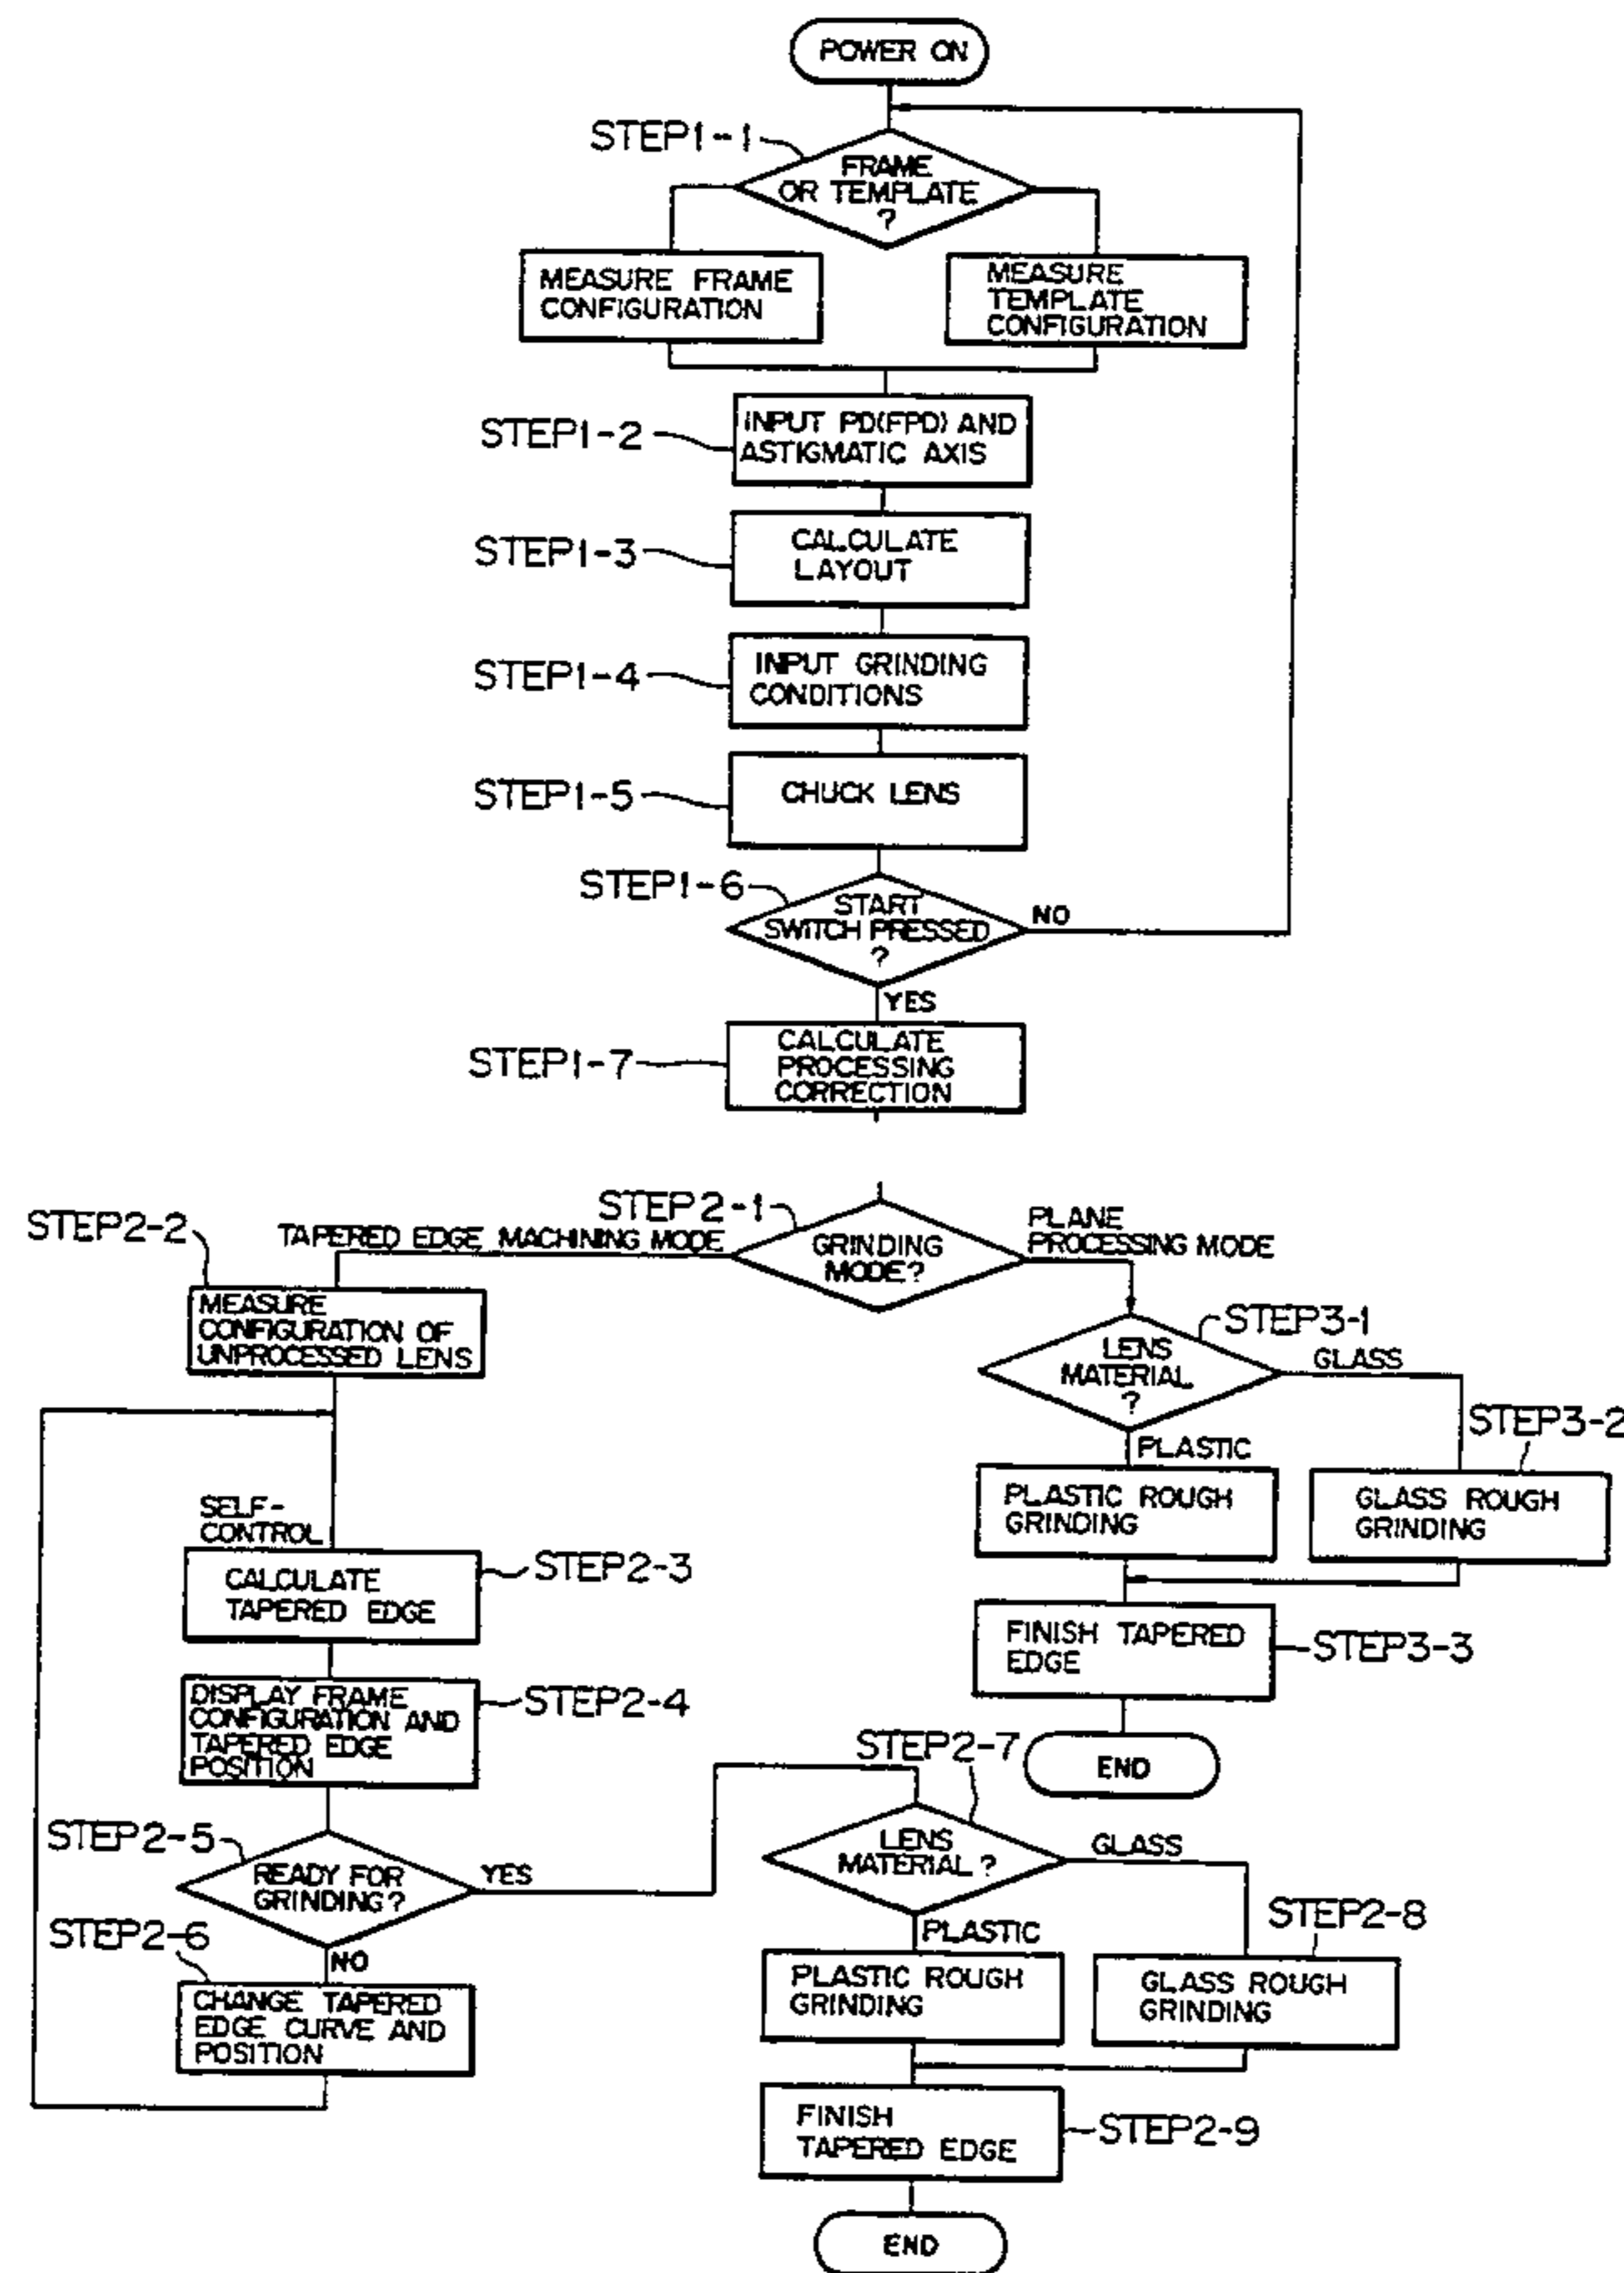 POWER ON
STEP1-1
FRAME
OR TEMPLATE
?
MEASURE FRAME
CONFIGURATION
MEASURE
TEMPLATE
CONFIGURATION
STEP1-2
INPUT PD(FPD) AND
ASTIGMATIC AXIS
STEP1-3
CALCULATE
LAYOUT
STEP1-4
INPUT GRINDING
CONDITIONS
STEP1-5
CHUCK LENS
STEP1-6
START
SWITCH PRESSED
?
NO
YES
STEP1-7
CALCULATE
PROCESSING
CORRECTION
STEP2-1
GRINDING
MODE?
TAPERED EDGE MACHINING MODE
PLANE
PROCESSING MODE
STEP2-2
MEASURE
CONFIGURATION OF
UNPROCESSED LENS
STEP3-1
LENS
MATERIAL
?
GLASS
PLASTIC
STEP3-2
PLASTIC ROUGH
GRINDING
GLASS ROUGH
GRINDING
SELF-
CONTROL
CALCULATE
TAPERED EDGE
STEP2-3
FINISH TAPERED
EDGE
STEP3-3
END
DISPLAY FRAME
CONFIGURATION AND
TAPERED EDGE
POSITION
STEP2-4
STEP2-5
READY FOR
GRINDING?
YES
NO
STEP2-6
CHANGE TAPERED
EDGE CURVE AND
POSITION
STEP2-7
LENS
MATERIAL?
GLASS
PLASTIC
STEP2-8
PLASTIC ROUGH
GRINDING
GLASS ROUGH
GRINDING
FINISH
TAPERED EDGE
STEP2-9
END